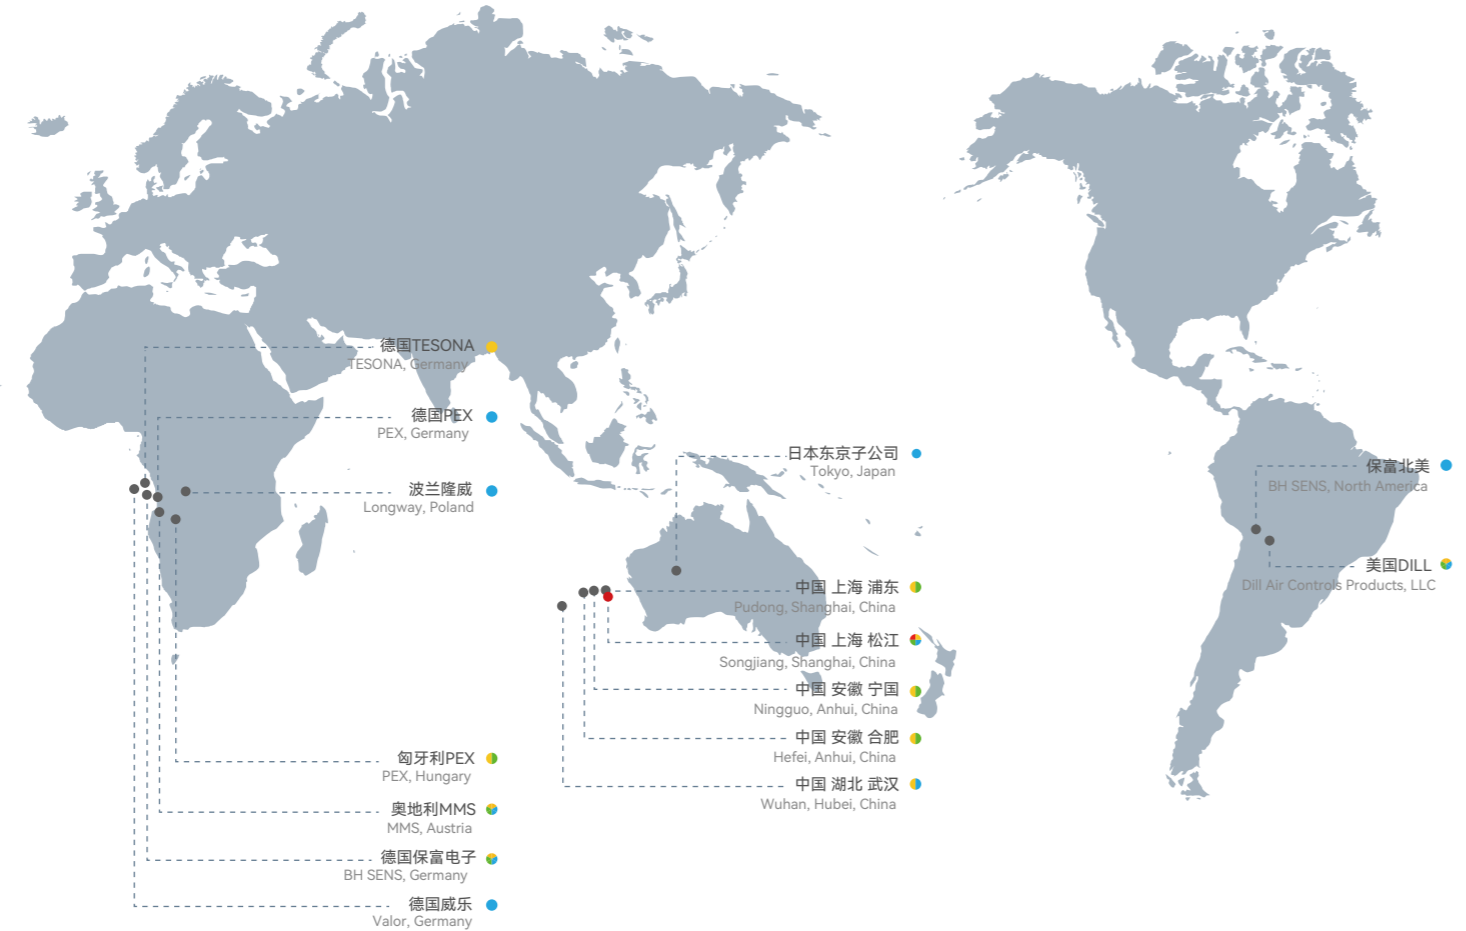 德国TESONA
TESONA, Germany
德国PEX
PEX, Germany
波兰隆威
Longway, Poland
匈牙利PEX
PEX, Hungary
奥地利MMS
MMS, Austria
德国保富电子
BH SENS, Germany
德国威乐
Valor, Germany
日本东京子公司
Tokyo, Japan
中国 上海 浦东
Pudong, Shanghai, China
中国 上海 松江
Songjiang, Shanghai, China
中国 安徽 宁国
Ningguo, Anhui, China
中国 安徽 合肥
Hefei, Anhui, China
中国 湖北 武汉
Wuhan, Hubei, China
保富北美
BH SENS, North America
美国DILL
Dill Air Controls Products, LLC